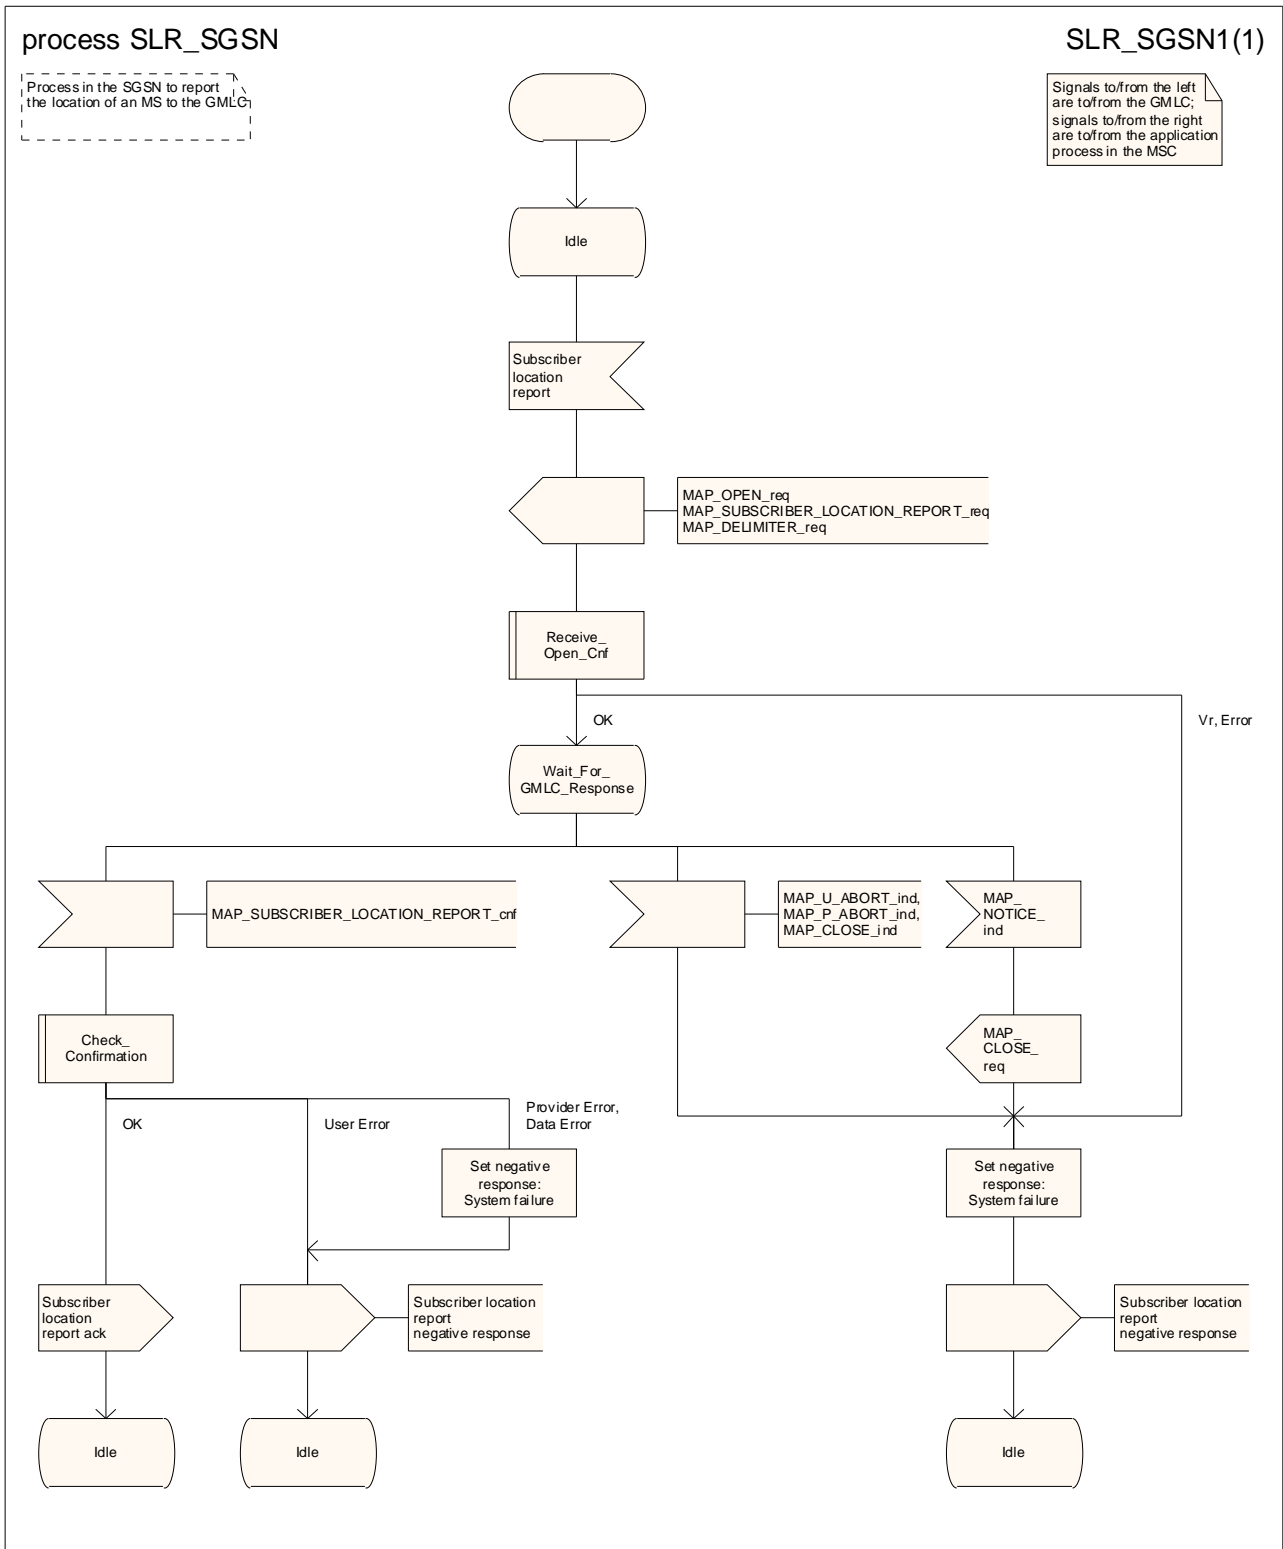 process SLR_SGSN
SLR_SGSN1(1)
Process in the SGSN to report
the location of an MS to the GMLC
Signals to/from the left
are to/from the GMLC;
signals to/from the right
are to/from the application
process in the MSC
Idle
Subscriber
location
report
MAP_OPEN_req
MAP_SUBSCRIBER_LOCATION_REPORT_req
MAP_DELIMITER_req
Receive_
Open_Cnf
OK
Vr, Error
Wait_For_
GMLC_Response
MAP_SUBSCRIBER_LOCATION_REPORT_cnf
MAP_U_ABORT_ind,
MAP_P_ABORT_ind,
MAP_CLOSE_ind
MAP_
NOTICE_
ind
Check_
Confirmation
MAP_
CLOSE_
req
OK
User Error
Provider Error,
Data Error
Set negative
response:
System failure
Set negative
response:
System failure
Subscriber
location
report ack
Subscriber location
report
negative response
Subscriber location
report
negative response
Idle
Idle
Idle